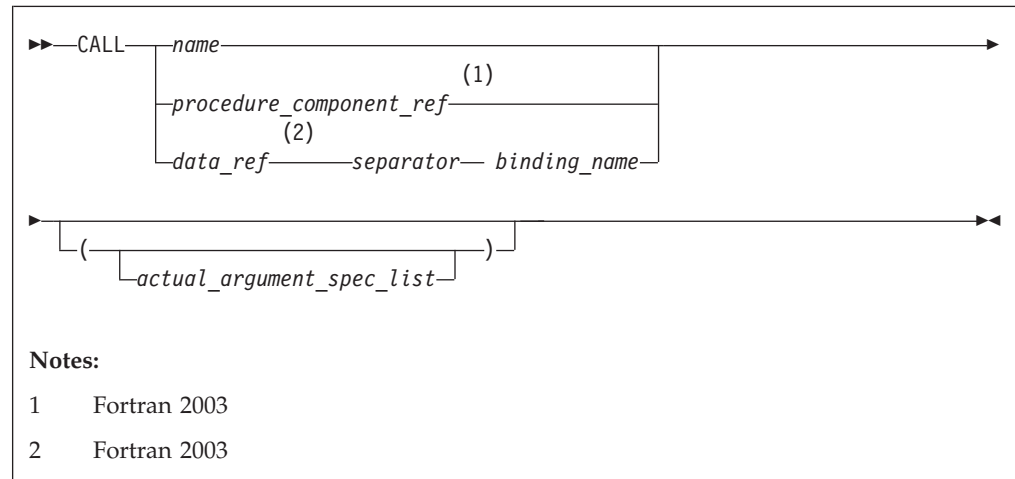 CALL name
(1)
procedure_component_ref
(2)
data_ref separator binding_name
( )
actual_argument_spec_list
Notes:
1 Fortran 2003
2 Fortran 2003